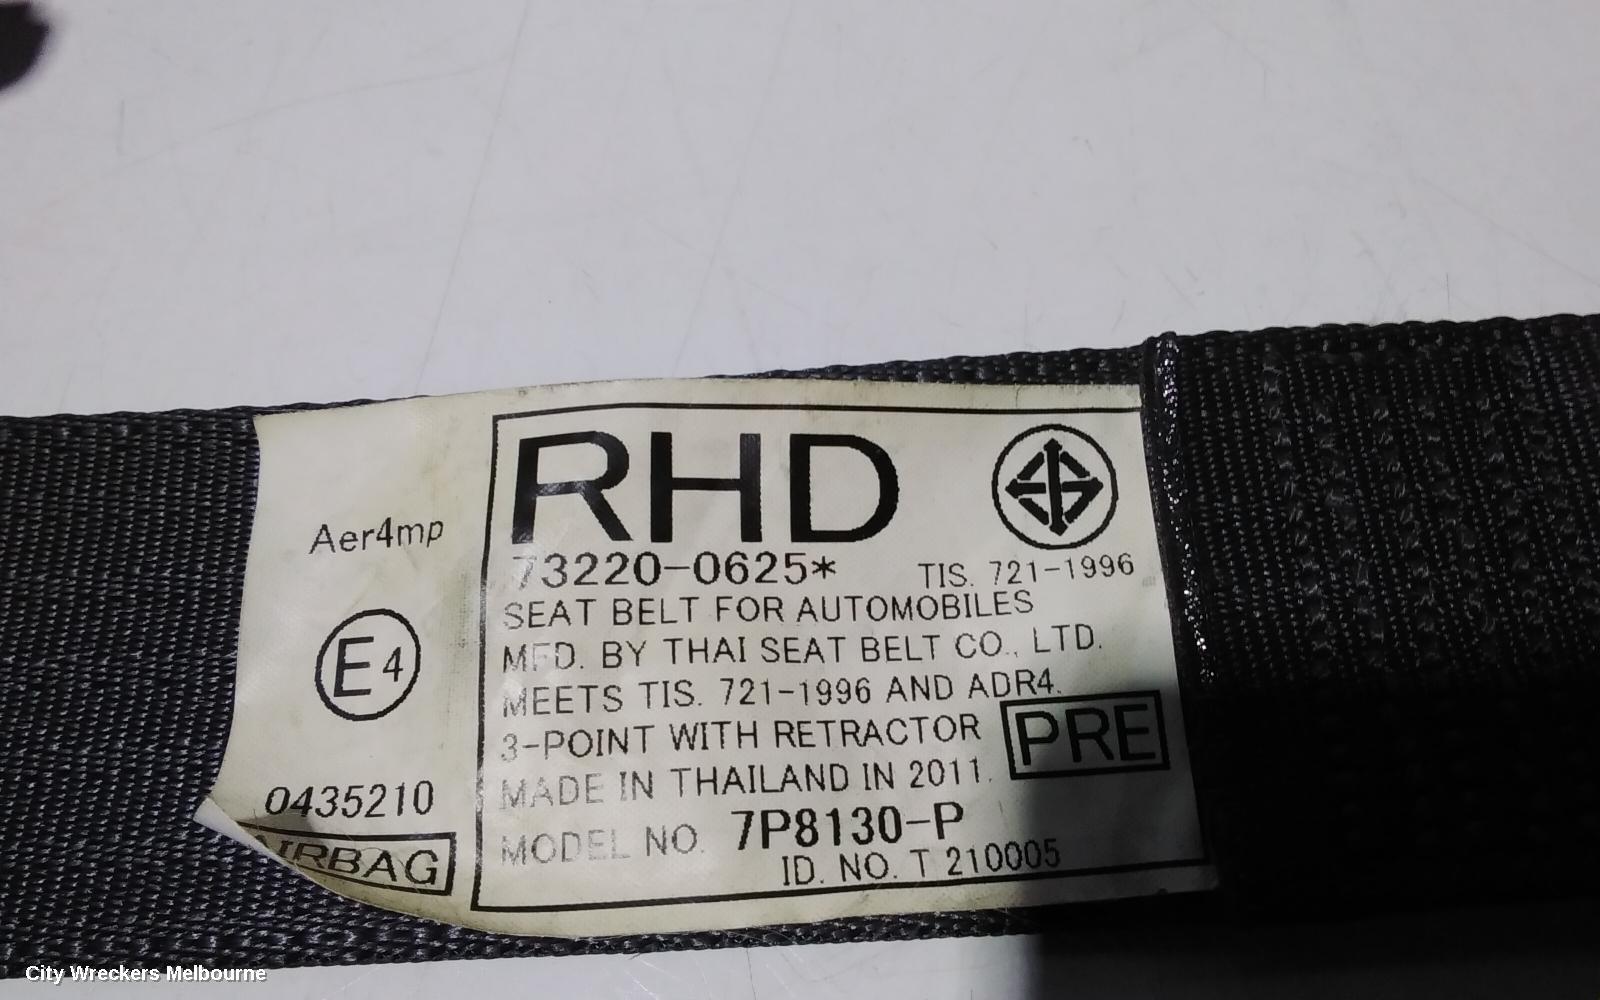 Aer4mp
E4
0435210
AIRBAG
RHD
73220-0625*
TIS. 721-1996
SEAT BELT FOR AUTOMOBILES
MFD. BY THAI SEAT BELT CO., LTD.
MEETS TIS. 721-1996 AND ADR4.
3-POINT WITH RETRACTOR
PRE
MADE IN THAILAND IN 2011.
MODEL NO. 7P8130-P
ID. NO. T 210005
City Wreckers Melbourne